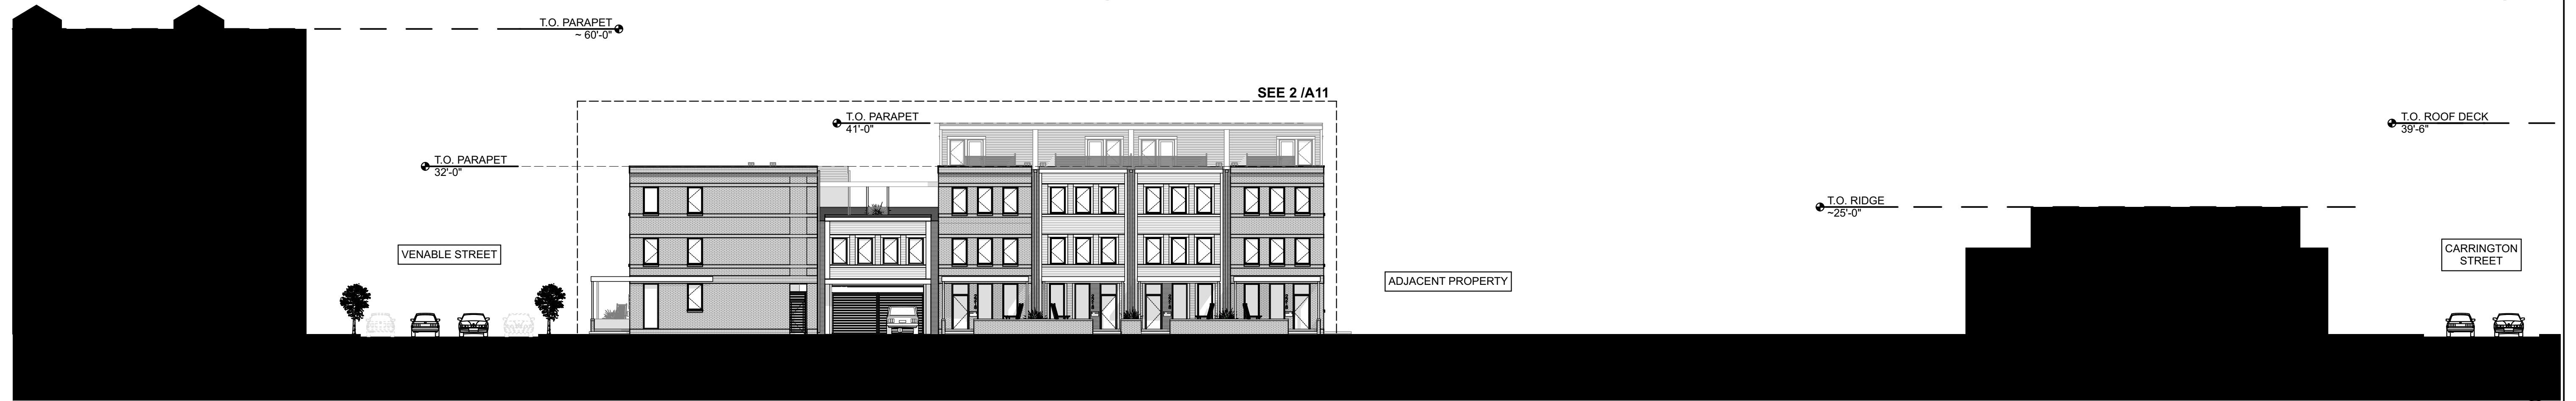 T.O. PARAPET
~ 60'-0"
SEE 2 /A11
T.O. PARAPET
41'-0"
T.O. ROOF DECK
39'-6"
T.O. PARAPET
32'-0"
T.O. RIDGE
~25'-0"
VENABLE STREET
ADJACENT PROPERTY
CARRINGTON
STREET